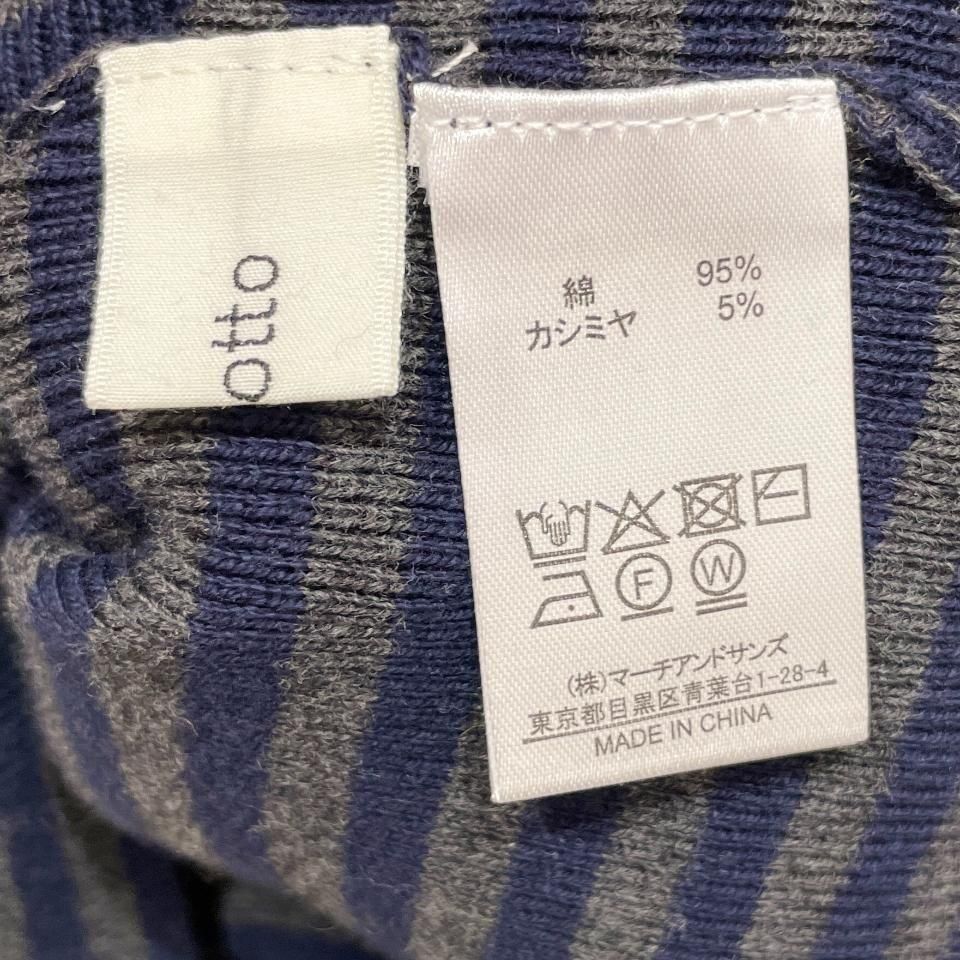 otto
綿 95%
カシミヤ 5%
F W
(株)マーチアンドサンズ
東京都目黒区青葉台1-28-4
MADE IN CHINA